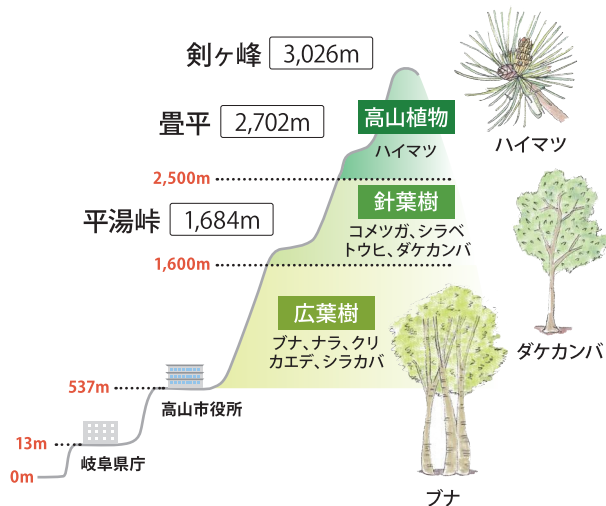 剣ヶ峰 3,026m
畳平 2,702m
高山植物
ハイマツ
ハイマツ
2,500m
針葉樹
平湯峠 1,684m
コメツガ、シラベ
トウヒ、ダケカンバ
1,600m
広葉樹
ブナ、ナラ、クリ
カエデ、シラカバ
ダケカンバ
537m
高山市役所
13m
岐阜県庁
0m
ブナ